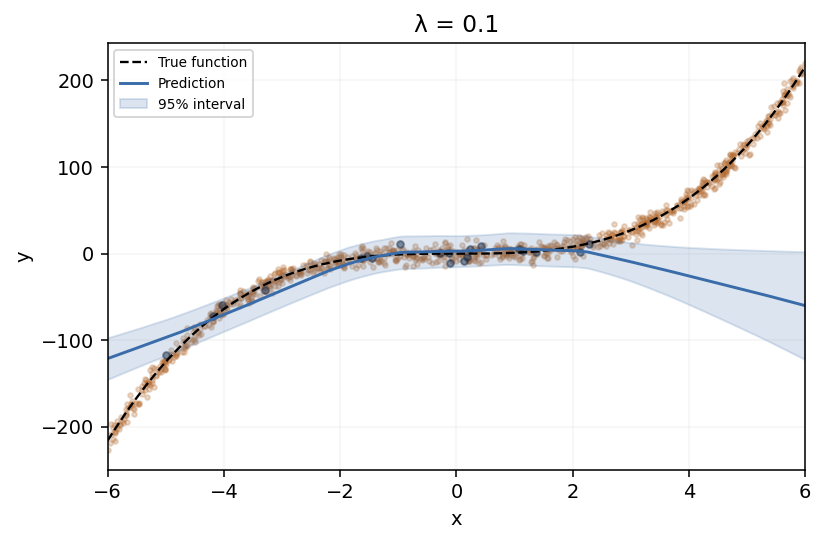 λ = 0.1
True function
Prediction
95% interval
200
100
0
−100
−200
y
−6 −4 −2 0 2 4 6
x